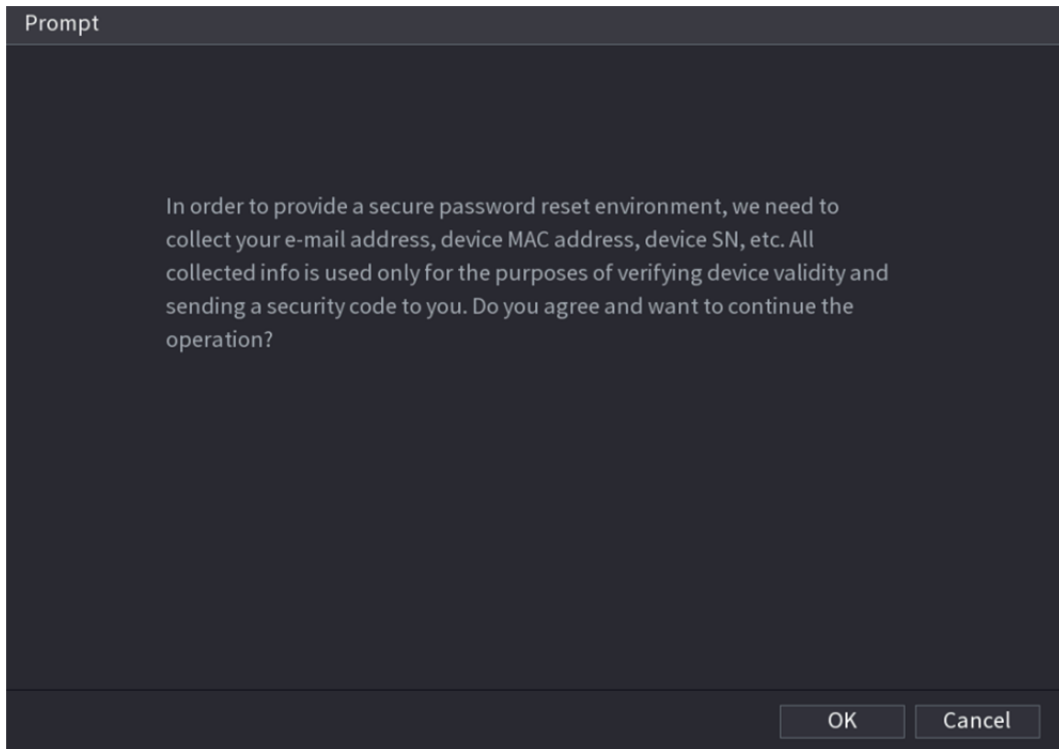 Prompt
In order to provide a secure password reset environment, we need to
collect your e-mail address, device MAC address, device SN, etc. All
collected info is used only for the purposes of verifying device validity and
sending a security code to you. Do you agree and want to continue the
operation?
OK Cancel